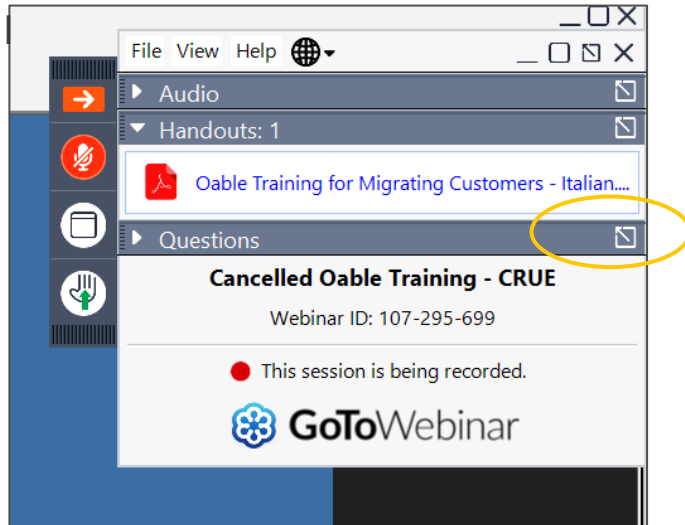 File View Help
Audio
Handouts: 1
Oable Training for Migrating Customers - Italian....
Questions
Cancelled Oable Training - CRUE
Webinar ID: 107-295-699
This session is being recorded.
GoToWebinar